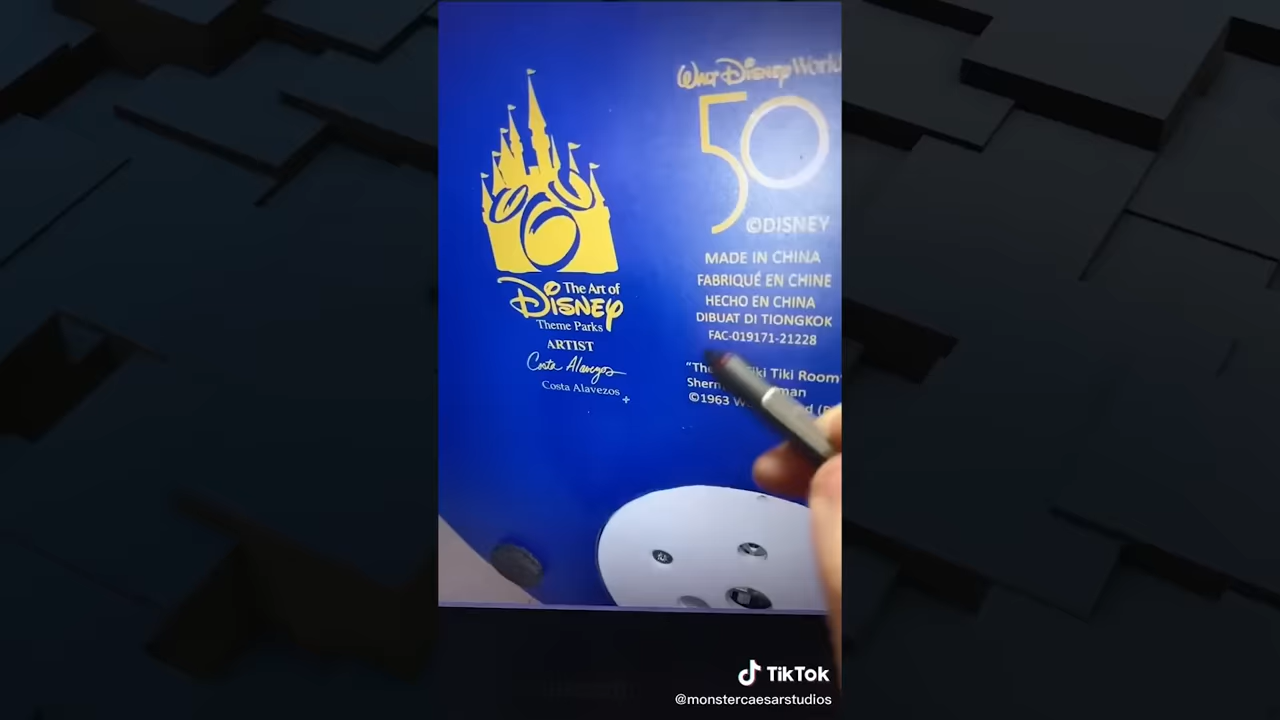 The Art of
DISNEY
Theme Parks
ARTIST
Costa Alavezos
Costa Alavezos
WALT DISNEY World
50
©DISNEY
MADE IN CHINA
FABRIQUÉ EN CHINE
HECHO EN CHINA
DIBUAT DI TIONGKOK
FAC-019171-21228
"The Tiki Room"
©1963
TikTok
@monstercaesarstudios